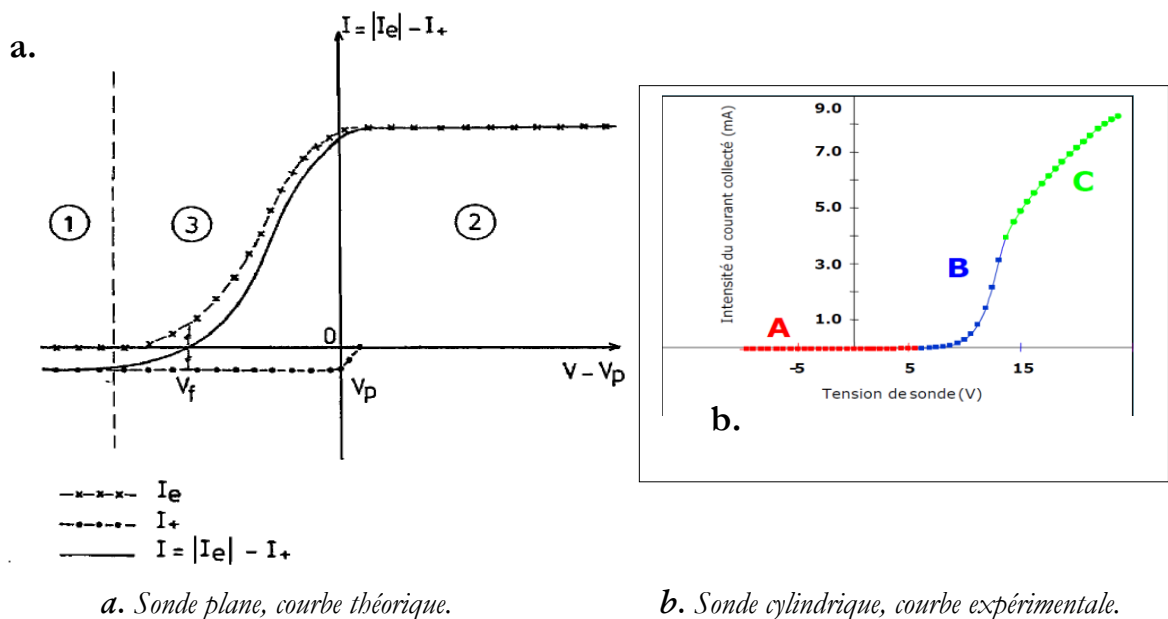 a.
I = |Ie| – I+
1
3
2
0
Vf
Vp
V – Vp
Ie
I+
I = |Ie| – I+
Intensité du courant collecté (mA)
9.0
7.0
5.0
3.0
1.0
A
B
C
-5
5
15
Tension de sonde (V)
b.
a. Sonde plane, courbe théorique.
b. Sonde cylindrique, courbe expérimentale.